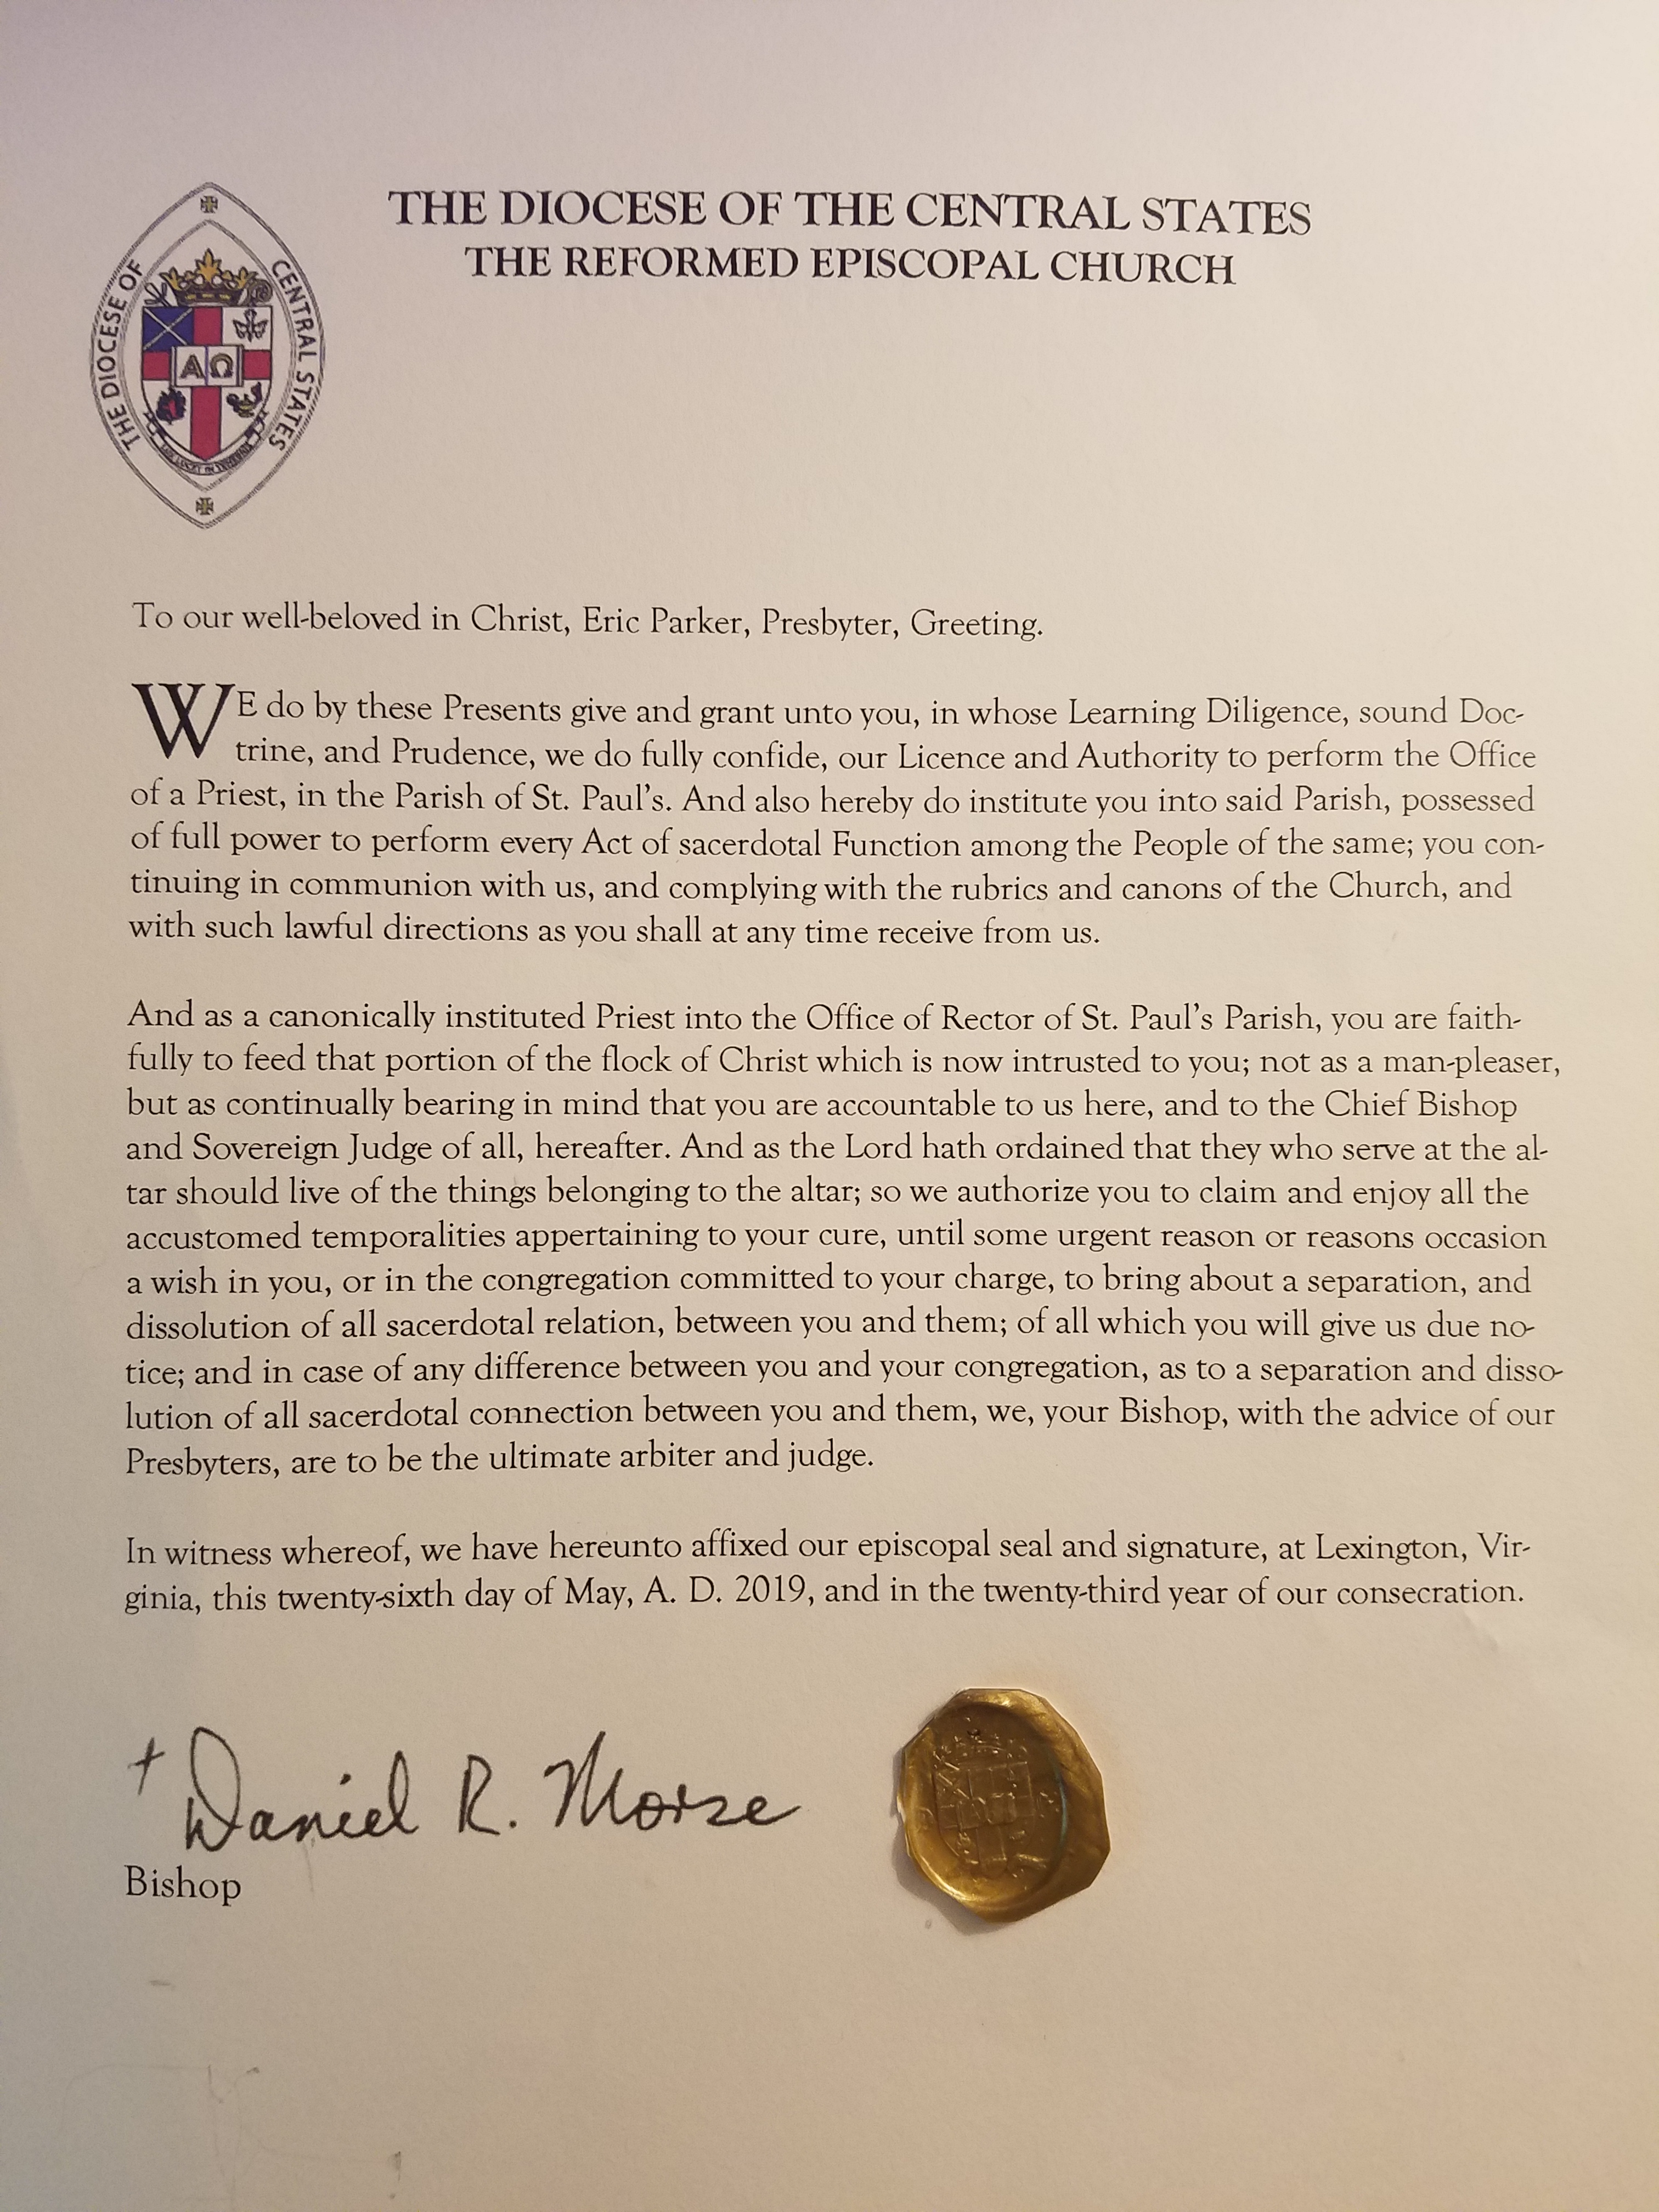 THE DIOCESE OF THE CENTRAL STATES
THE REFORMED EPISCOPAL CHURCH
THE DIOCESE OF
CENTRAL STATES
A Ω
To our well-beloved in Christ, Eric Parker, Presbyter, Greeting.
WE do by these Presents give and grant unto you, in whose Learning Diligence, sound Doc-
trine, and Prudence, we do fully confide, our Licence and Authority to perform the Office
of a Priest, in the Parish of St. Paul's. And also hereby do institute you into said Parish, possessed
of full power to perform every Act of sacerdotal Function among the People of the same; you con-
tinuing in communion with us, and complying with the rubrics and canons of the Church, and
with such lawful directions as you shall at any time receive from us.
And as a canonically instituted Priest into the Office of Rector of St. Paul's Parish, you are faith-
fully to feed that portion of the flock of Christ which is now intrusted to you; not as a man-pleaser,
but as continually bearing in mind that you are accountable to us here, and to the Chief Bishop
and Sovereign Judge of all, hereafter. And as the Lord hath ordained that they who serve at the al-
tar should live of the things belonging to the altar; so we authorize you to claim and enjoy all the
accustomed temporalities appertaining to your cure, until some urgent reason or reasons occasion
a wish in you, or in the congregation committed to your charge, to bring about a separation, and
dissolution of all sacerdotal relation, between you and them; of all which you will give us due no-
tice; and in case of any difference between you and your congregation, as to a separation and disso-
lution of all sacerdotal connection between you and them, we, your Bishop, with the advice of our
Presbyters, are to be the ultimate arbiter and judge.
In witness whereof, we have hereunto affixed our episcopal seal and signature, at Lexington, Vir-
ginia, this twenty-sixth day of May, A. D. 2019, and in the twenty-third year of our consecration.
† Daniel R. Morse
Bishop